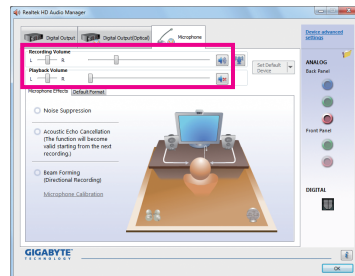 Realtek HD Audio Manager
Digital Output
Digital Output(Optical)
Microphone
Device advanced
settings
Recording Volume
L
R
Set Default
Device
Playback Volume
L
R
ANALOG
Back Panel
Microphone Effects
Default Format
Noise Suppression
Acoustic Echo Cancellation
(The function will become
valid starting from the next
recording.)
Front Panel
Beam Forming
(Directional Recording)
Microphone Calibration
DIGITAL
GIGABYTE
TECHNOLOGY
OK